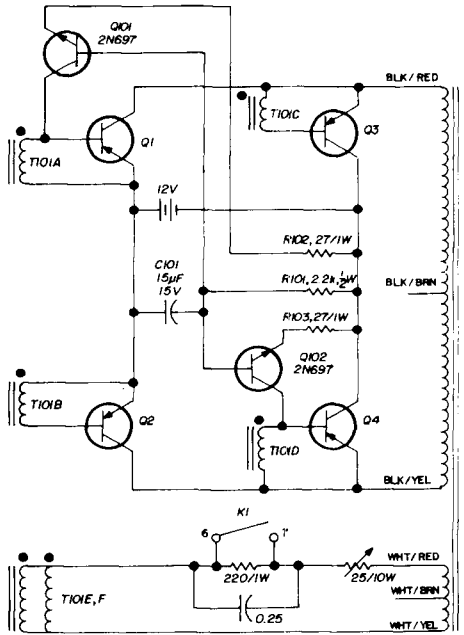 Q101
2N697
BLK/RED
Q1
T101C
Q3
T101A
12V
R102, 27/1W
C101
15µF
15V
R101, 2.2k, ½W
BLK/BRN
R103, 27/1W
Q102
2N697
T101B
Q2
T101D
Q4
BLK/YEL
K1
6
1
WHT/RED
220/1W
25/10W
T101E,F
WHT/BRN
0.25
WHT/YEL